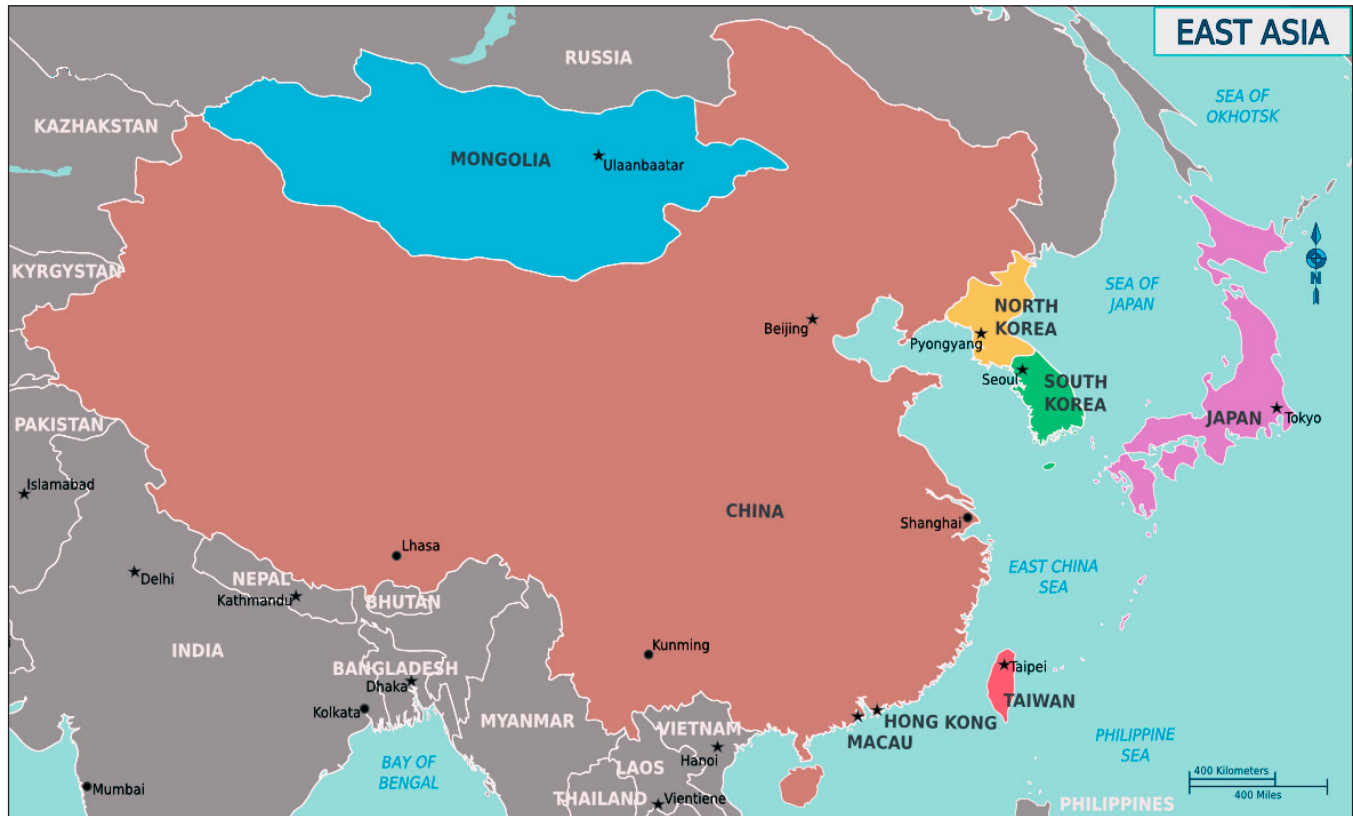 EAST ASIA
RUSSIA
SEA OF
OKHOTSK
KAZHAKSTAN
MONGOLIA
Ulaanbaatar
KYRGYSTAN
N
SEA OF
JAPAN
NORTH
KOREA
Beijing
Pyongyang
Seoul
SOUTH
KOREA
JAPAN
Tokyo
PAKISTAN
Islamabad
CHINA
Shanghai
Lhasa
Delhi
NEPAL
Kathmandu
BHUTAN
EAST CHINA
SEA
INDIA
Kunming
BANGLADESH
Dhaka
Kolkata
Taipei
TAIWAN
MYANMAR
VIETNAM
Hanoi
HONG KONG
MACAU
PHILIPPINE
SEA
BAY OF
BENGAL
LAOS
Mumbai
THAILAND
Vientiene
400 Kilometers
400 Miles
PHILIPPINES